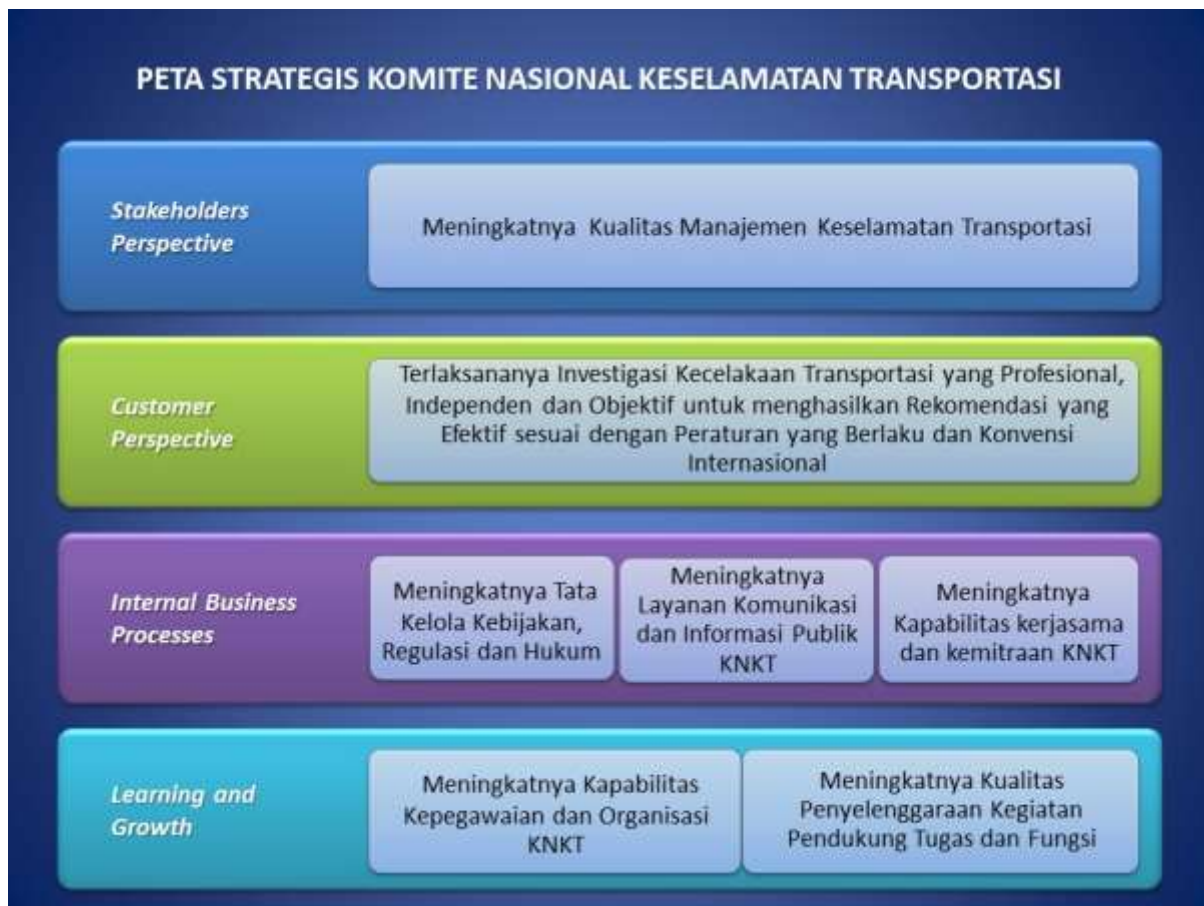 PETA STRATEGIS KOMITE NASIONAL KESELAMATAN TRANSPORTASI
Stakeholders
Perspective
Meningkatnya Kualitas Manajemen Keselamatan Transportasi
Customer
Perspective
Terlaksananya Investigasi Kecelakaan Transportasi yang Profesional,
Independen dan Objektif untuk menghasilkan Rekomendasi yang
Efektif sesuai dengan Peraturan yang Berlaku dan Konvensi
Internasional
Internal Business
Processes
Meningkatnya Tata
Kelola Kebijakan,
Regulasi dan Hukum
Meningkatnya
Layanan Komunikasi
dan Informasi Publik
KNKT
Meningkatnya
Kapabilitas kerjasama
dan kemitraan KNKT
Learning and
Growth
Meningkatnya Kapabilitas
Kepegawaian dan Organisasi
KNKT
Meningkatnya Kualitas
Penyelenggaraan Kegiatan
Pendukung Tugas dan Fungsi